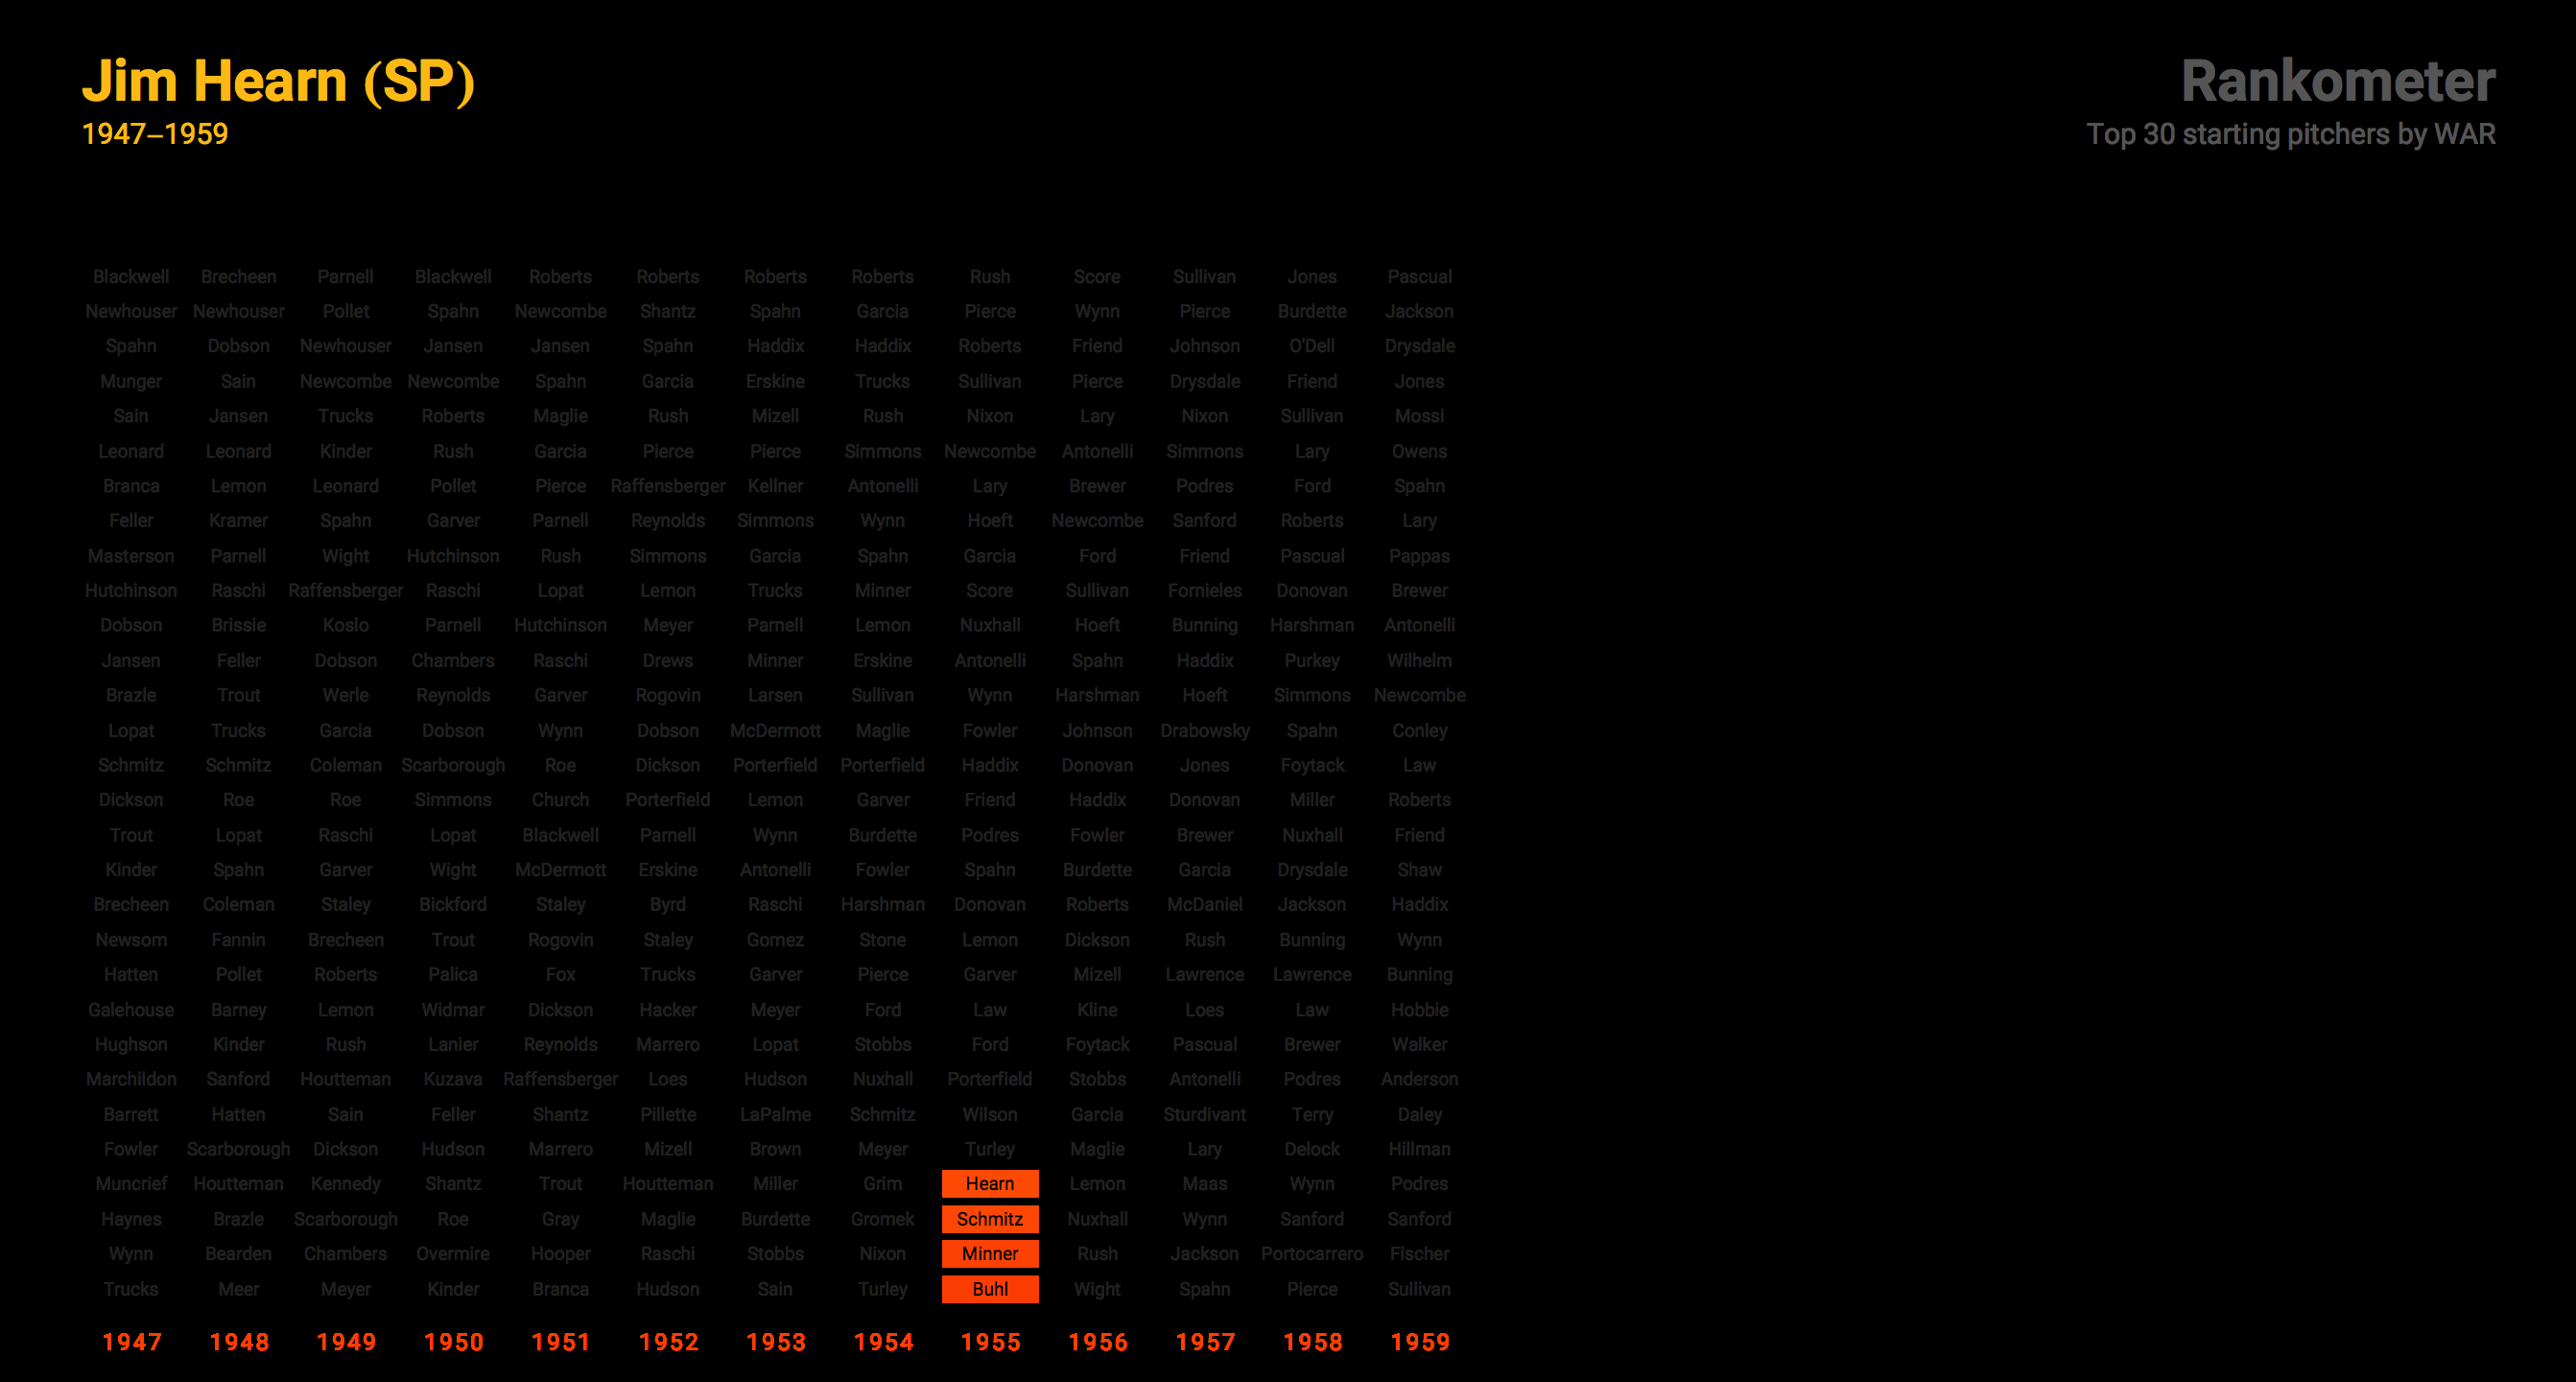 Jim Hearn (SP)
1947–1959
Rankometer
Top 30 starting pitchers by WAR
Blackwell Brecheen Parnell Blackwell Roberts Roberts Roberts Roberts Rush Score Sullivan Jones Pascual
Newhouser Newhouser Pollet Spahn Newcombe Shantz Spahn Garcia Pierce Wynn Pierce Burdette Jackson
Spahn Dobson Newhouser Jansen Jansen Spahn Haddix Haddix Roberts Friend Johnson O'Dell Drysdale
Munger Sain Newcombe Newcombe Spahn Garcia Erskine Trucks Sullivan Pierce Drysdale Friend Jones
Sain Jansen Trucks Roberts Maglie Rush Mizell Rush Nixon Lary Nixon Sullivan Mossi
Leonard Leonard Kinder Rush Garcia Pierce Pierce Simmons Newcombe Antonelli Simmons Lary Owens
Branca Lemon Leonard Pollet Pierce Raffensberger Kellner Antonelli Lary Brewer Podres Ford Spahn
Feller Kramer Spahn Garver Parnell Reynolds Simmons Wynn Hoeft Newcombe Sanford Roberts Lary
Masterson Parnell Wight Hutchinson Rush Simmons Garcia Spahn Garcia Ford Friend Pascual Pappas
Hutchinson Raschi Raffensberger Raschi Lopat Lemon Trucks Minner Score Sullivan Fornieles Donovan Brewer
Dobson Brissie Koslo Parnell Hutchinson Meyer Parnell Lemon Nuxhall Hoeft Bunning Harshman Antonelli
Jansen Feller Dobson Chambers Raschi Drews Minner Erskine Antonelli Spahn Haddix Purkey Wilhelm
Brazle Trout Werle Reynolds Garver Rogovin Larsen Sullivan Wynn Harshman Hoeft Simmons Newcombe
Lopat Trucks Garcia Dobson Wynn Dobson McDermott Maglie Fowler Johnson Drabowsky Spahn Conley
Schmitz Schmitz Coleman Scarborough Roe Dickson Porterfield Porterfield Haddix Donovan Jones Foytack Law
Dickson Roe Roe Simmons Church Porterfield Lemon Garver Friend Haddix Donovan Miller Roberts
Trout Lopat Raschi Lopat Blackwell Parnell Wynn Burdette Podres Fowler Brewer Nuxhall Friend
Kinder Spahn Garver Wight McDermott Erskine Antonelli Fowler Spahn Burdette Garcia Drysdale Shaw
Brecheen Coleman Staley Bickford Staley Byrd Raschi Harshman Donovan Roberts McDaniel Jackson Haddix
Newsom Fannin Brecheen Trout Rogovin Staley Gomez Stone Lemon Dickson Rush Bunning Wynn
Hatten Pollet Roberts Palica Fox Trucks Garver Pierce Garver Mizell Lawrence Lawrence Bunning
Galehouse Barney Lemon Widmar Dickson Hacker Meyer Ford Law Kline Loes Law Hobbie
Hughson Kinder Rush Lanier Reynolds Marrero Lopat Stobbs Ford Foytack Pascual Brewer Walker
Marchildon Sanford Houtteman Kuzava Raffensberger Loes Hudson Nuxhall Porterfield Stobbs Antonelli Podres Anderson
Barrett Hatten Sain Feller Shantz Pillette LaPalme Schmitz Wilson Garcia Sturdivant Terry Daley
Fowler Scarborough Dickson Hudson Marrero Mizell Brown Meyer Turley Maglie Lary Delock Hillman
Muncrief Houtteman Kennedy Shantz Trout Houtteman Miller Grim Hearn Lemon Maas Wynn Podres
Haynes Brazle Scarborough Roe Gray Maglie Burdette Gromek Schmitz Nuxhall Wynn Sanford Sanford
Wynn Bearden Chambers Overmire Hooper Raschi Stobbs Nixon Minner Rush Jackson Portocarrero Fischer
Trucks Meer Meyer Kinder Branca Hudson Sain Turley Buhl Wight Spahn Pierce Sullivan
1947 1948 1949 1950 1951 1952 1953 1954 1955 1956 1957 1958 1959